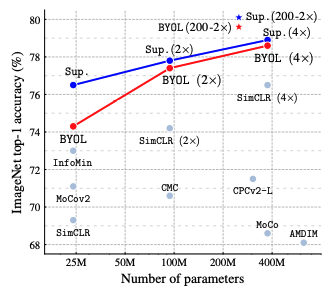 Sup.(200-2×)
BYOL(200-2×)
Sup.(4×)
Sup.(2×)
BYOL (4×)
Sup.
BYOL (2×)
SimCLR (4×)
BYOL
SimCLR (2×)
InfoMin
MoCov2
CMC
CPCv2-L
SimCLR
MoCo
AMDIM
80
78
76
74
72
70
68
25M 50M 100M 200M 400M
Number of parameters
ImageNet top-1 accuracy (%)